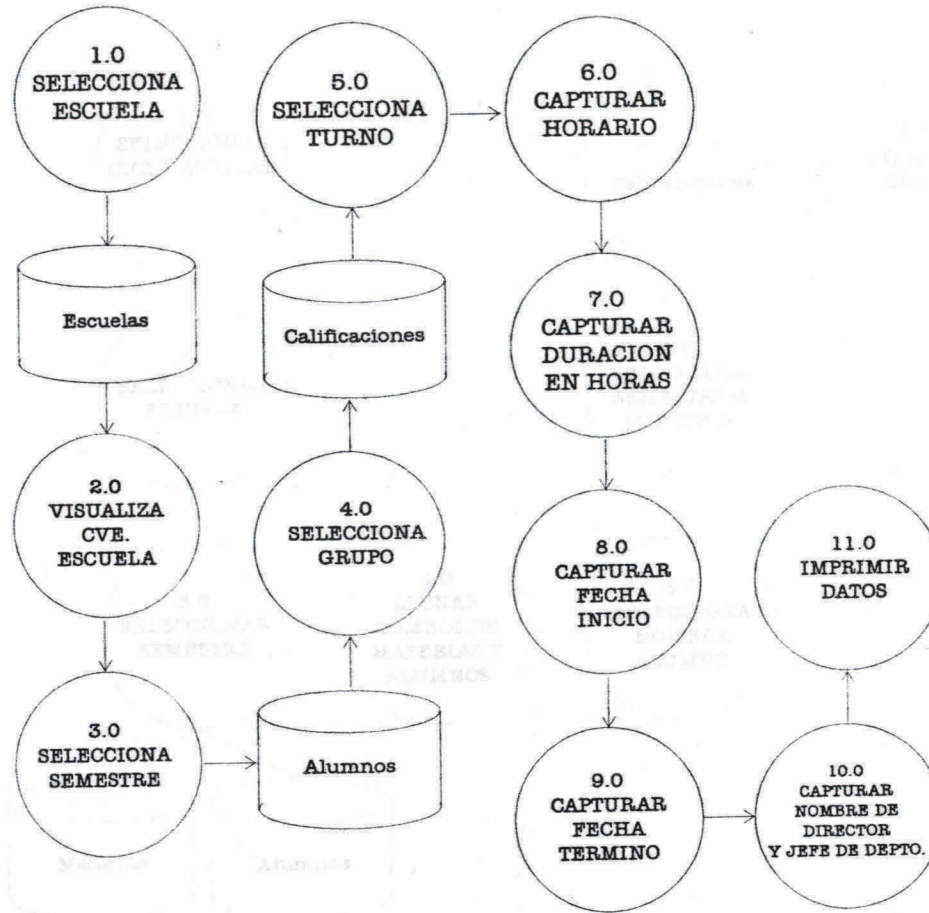 1.0
SELECCIONA
ESCUELA
Escuelas
2.0
VISUALIZA
CVE.
ESCUELA
3.0
SELECCIONA
SEMESTRE
Alumnos
4.0
SELECCIONA
GRUPO
Calificaciones
5.0
SELECCIONA
TURNO
6.0
CAPTURAR
HORARIO
7.0
CAPTURAR
DURACION
EN HORAS
8.0
CAPTURAR
FECHA
INICIO
9.0
CAPTURAR
FECHA
TERMINO
10.0
CAPTURAR
NOMBRE DE
DIRECTOR
Y JEFE DE DEPTO.
11.0
IMPRIMIR
DATOS